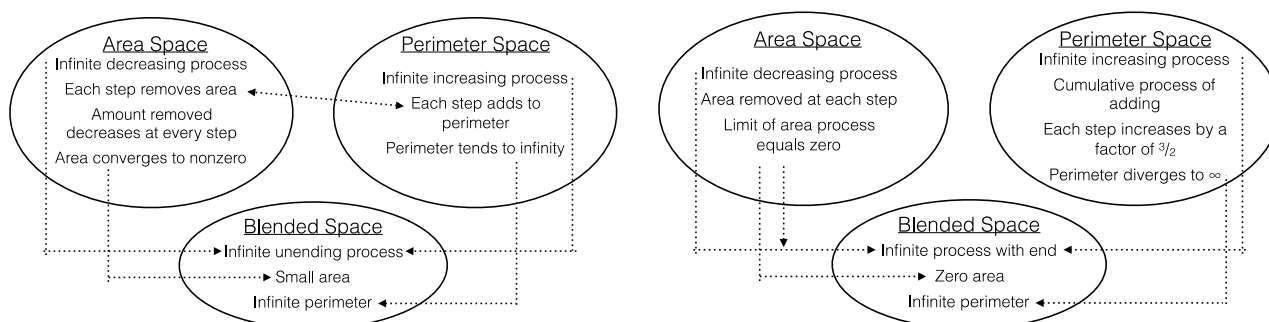 Area Space
Infinite decreasing process
Each step removes area
Amount removed
decreases at every step
Area converges to nonzero
Perimeter Space
Infinite increasing process
Each step adds to
perimeter
Perimeter tends to infinity
Blended Space
Infinite unending process
Small area
Infinite perimeter
Area Space
Infinite decreasing process
Area removed at each step
Limit of area process
equals zero
Perimeter Space
Infinite increasing process
Cumulative process of
adding
Each step increases by a
factor of 3/2
Perimeter diverges to ∞
Blended Space
Infinite process with end
Zero area
Infinite perimeter